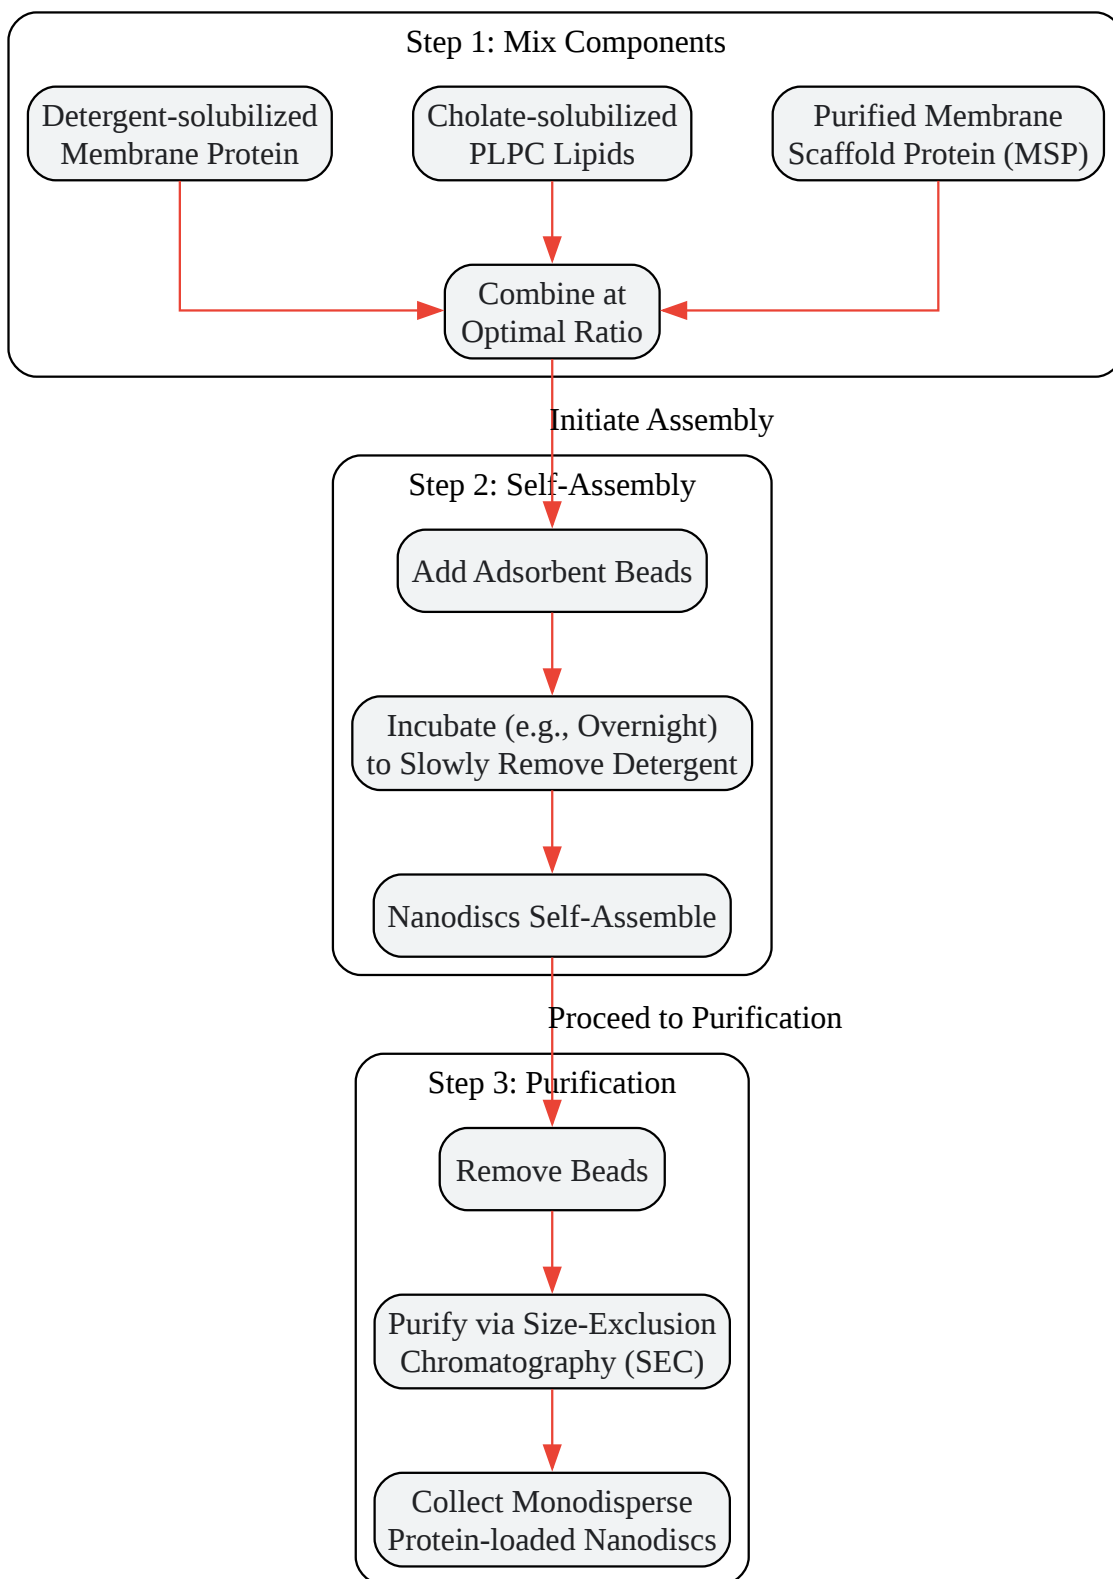 Step 1: Mix Components
Detergent-solubilized
Membrane Protein
Cholate-solubilized
PLPC Lipids
Purified Membrane
Scaffold Protein (MSP)
Combine at
Optimal Ratio
Initiate Assembly
Step 2: Self-Assembly
Add Adsorbent Beads
Incubate (e.g., Overnight)
to Slowly Remove Detergent
Nanodiscs Self-Assemble
Proceed to Purification
Step 3: Purification
Remove Beads
Purify via Size-Exclusion
Chromatography (SEC)
Collect Monodisperse
Protein-loaded Nanodiscs